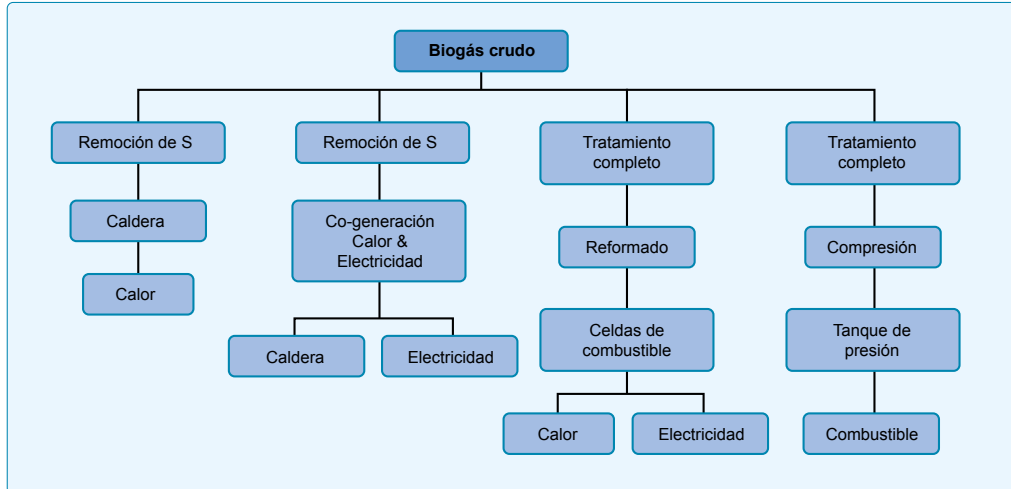 Biogás crudo
Remoción de S
Caldera
Calor
Remoción de S
Co-generación
Calor &
Electricidad
Caldera
Electricidad
Tratamiento
completo
Reformado
Celdas de
combustible
Calor
Electricidad
Tratamiento
completo
Compresión
Tanque de
presión
Combustible